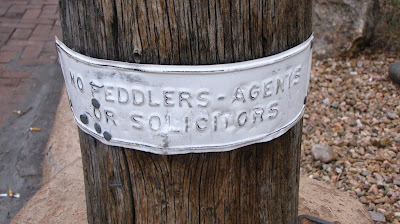 NO PEDDLERS - AGENTS
OR SOLICITORS